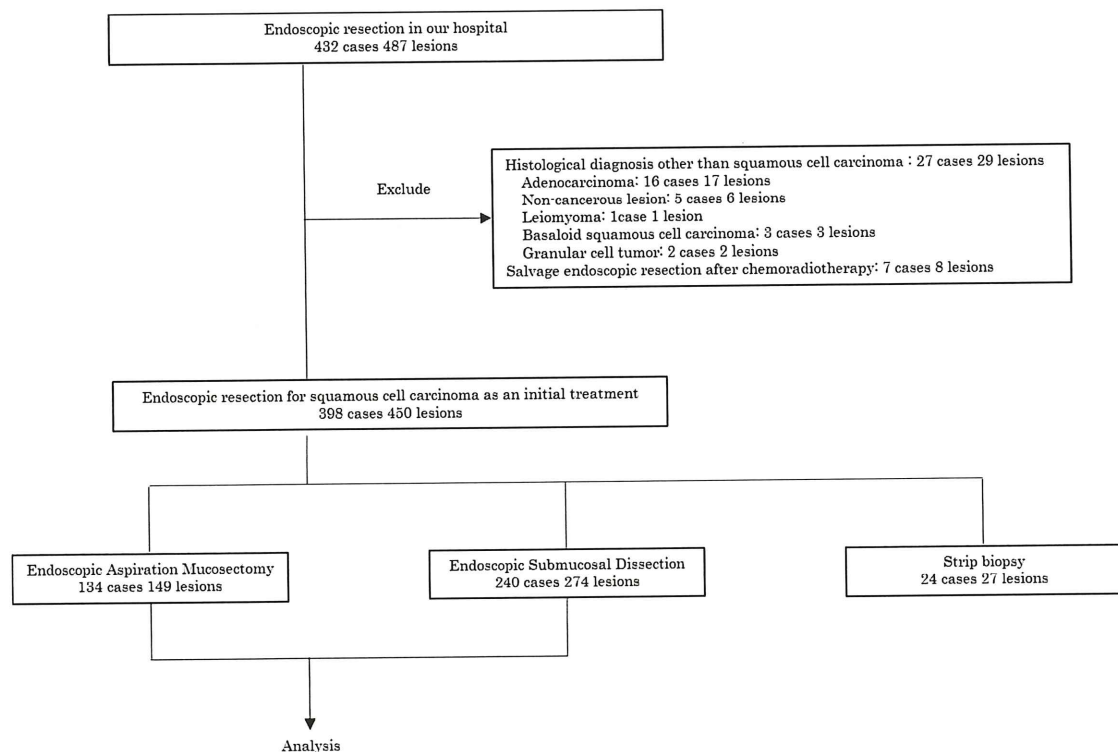 Endoscopic resection in our hospital
432 cases 487 lesions
Exclude
Histological diagnosis other than squamous cell carcinoma : 27 cases 29 lesions
Adenocarcinoma: 16 cases 17 lesions
Non-cancerous lesion: 5 cases 6 lesions
Leiomyoma: 1case 1 lesion
Basaloid squamous cell carcinoma: 3 cases 3 lesions
Granular cell tumor: 2 cases 2 lesions
Salvage endoscopic resection after chemoradiotherapy: 7 cases 8 lesions
Endoscopic resection for squamous cell carcinoma as an initial treatment
398 cases 450 lesions
Endoscopic Aspiration Mucosectomy
134 cases 149 lesions
Endoscopic Submucosal Dissection
240 cases 274 lesions
Strip biopsy
24 cases 27 lesions
Analysis